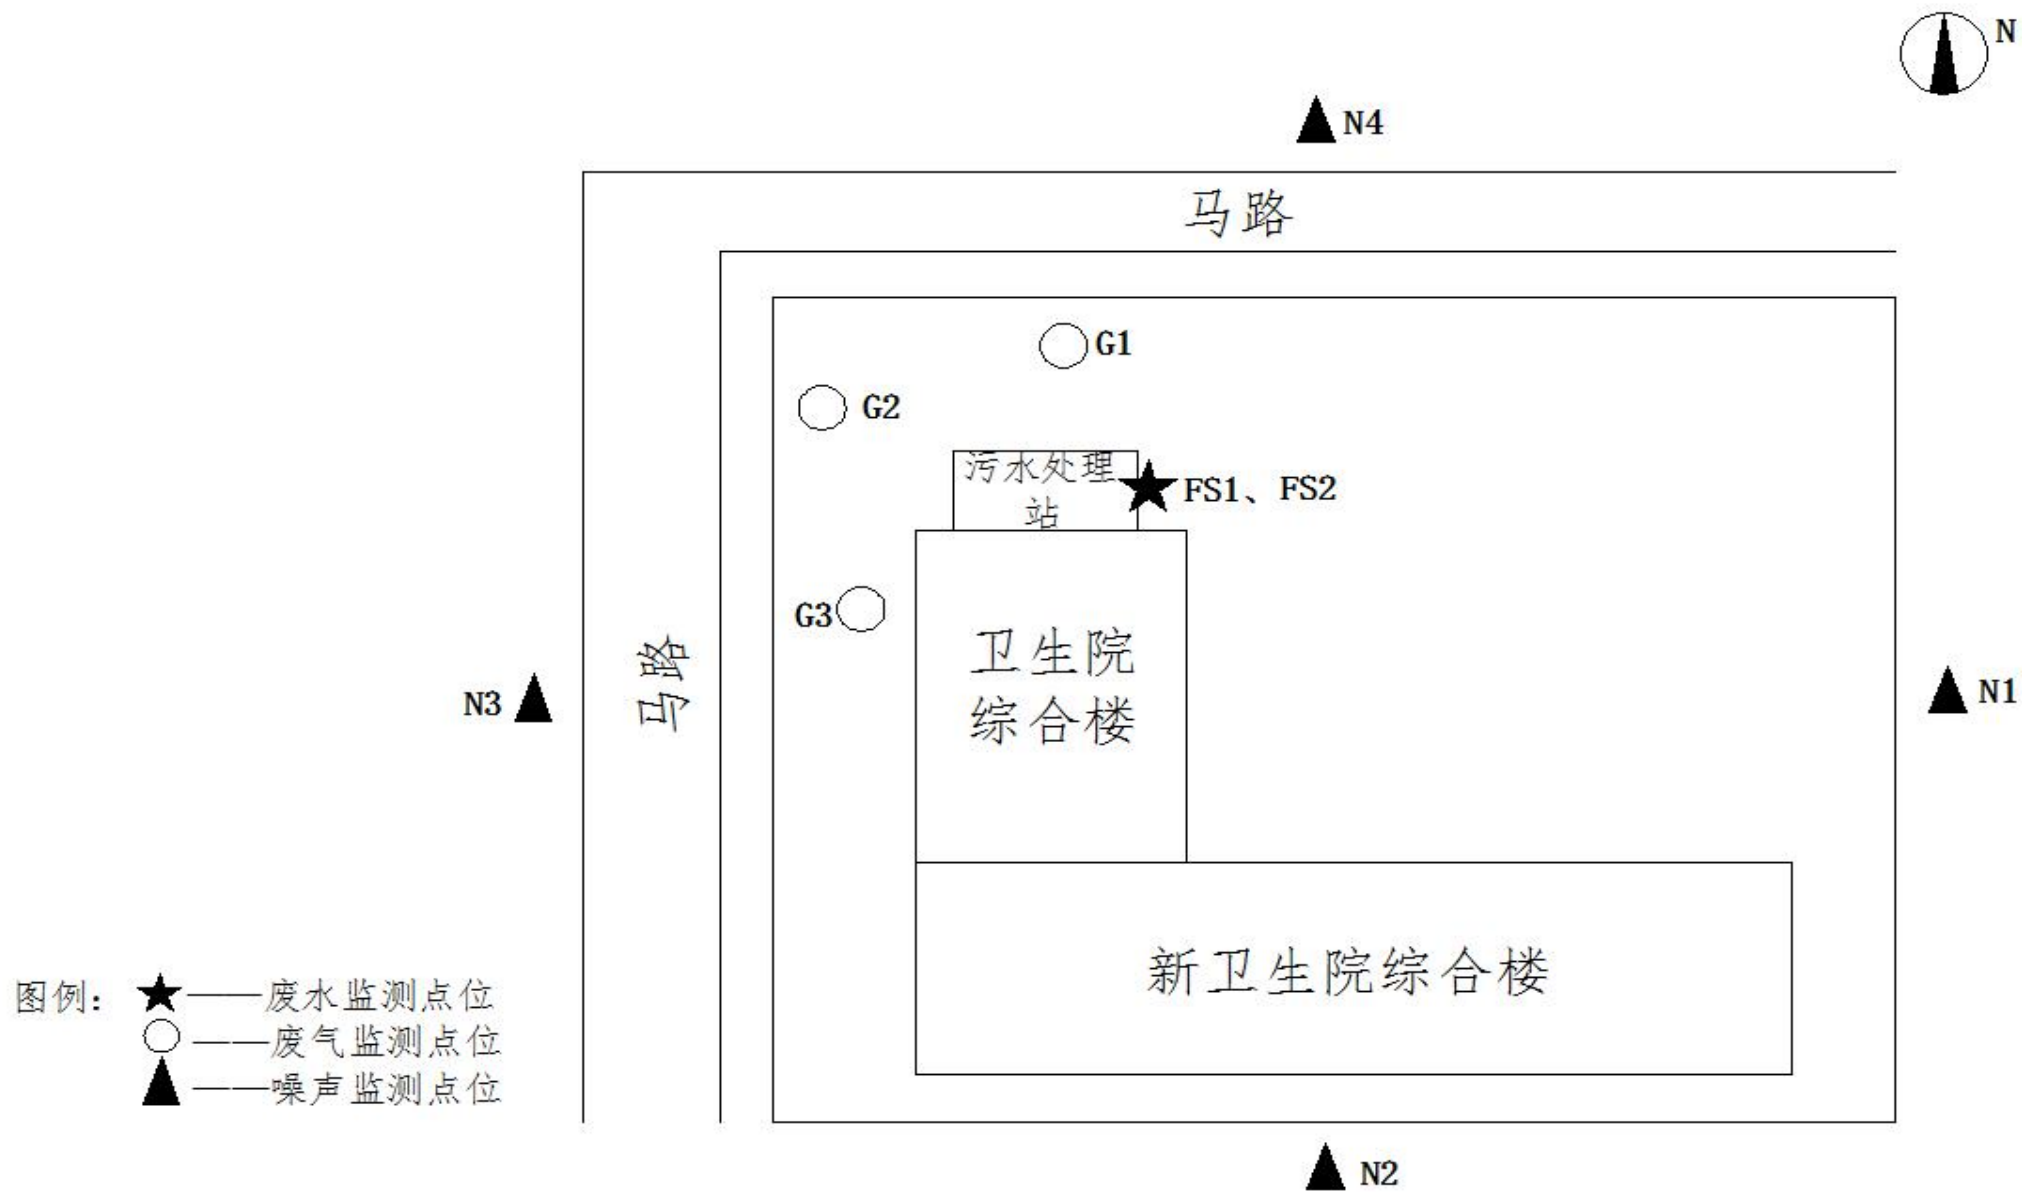 N
N4
马路
G1
G2
污水处理
站
FS1、FS2
G3
卫生院
综合楼
马路
N3
N1
新卫生院综合楼
图例：
——废水监测点位
——废气监测点位
——噪声监测点位
N2